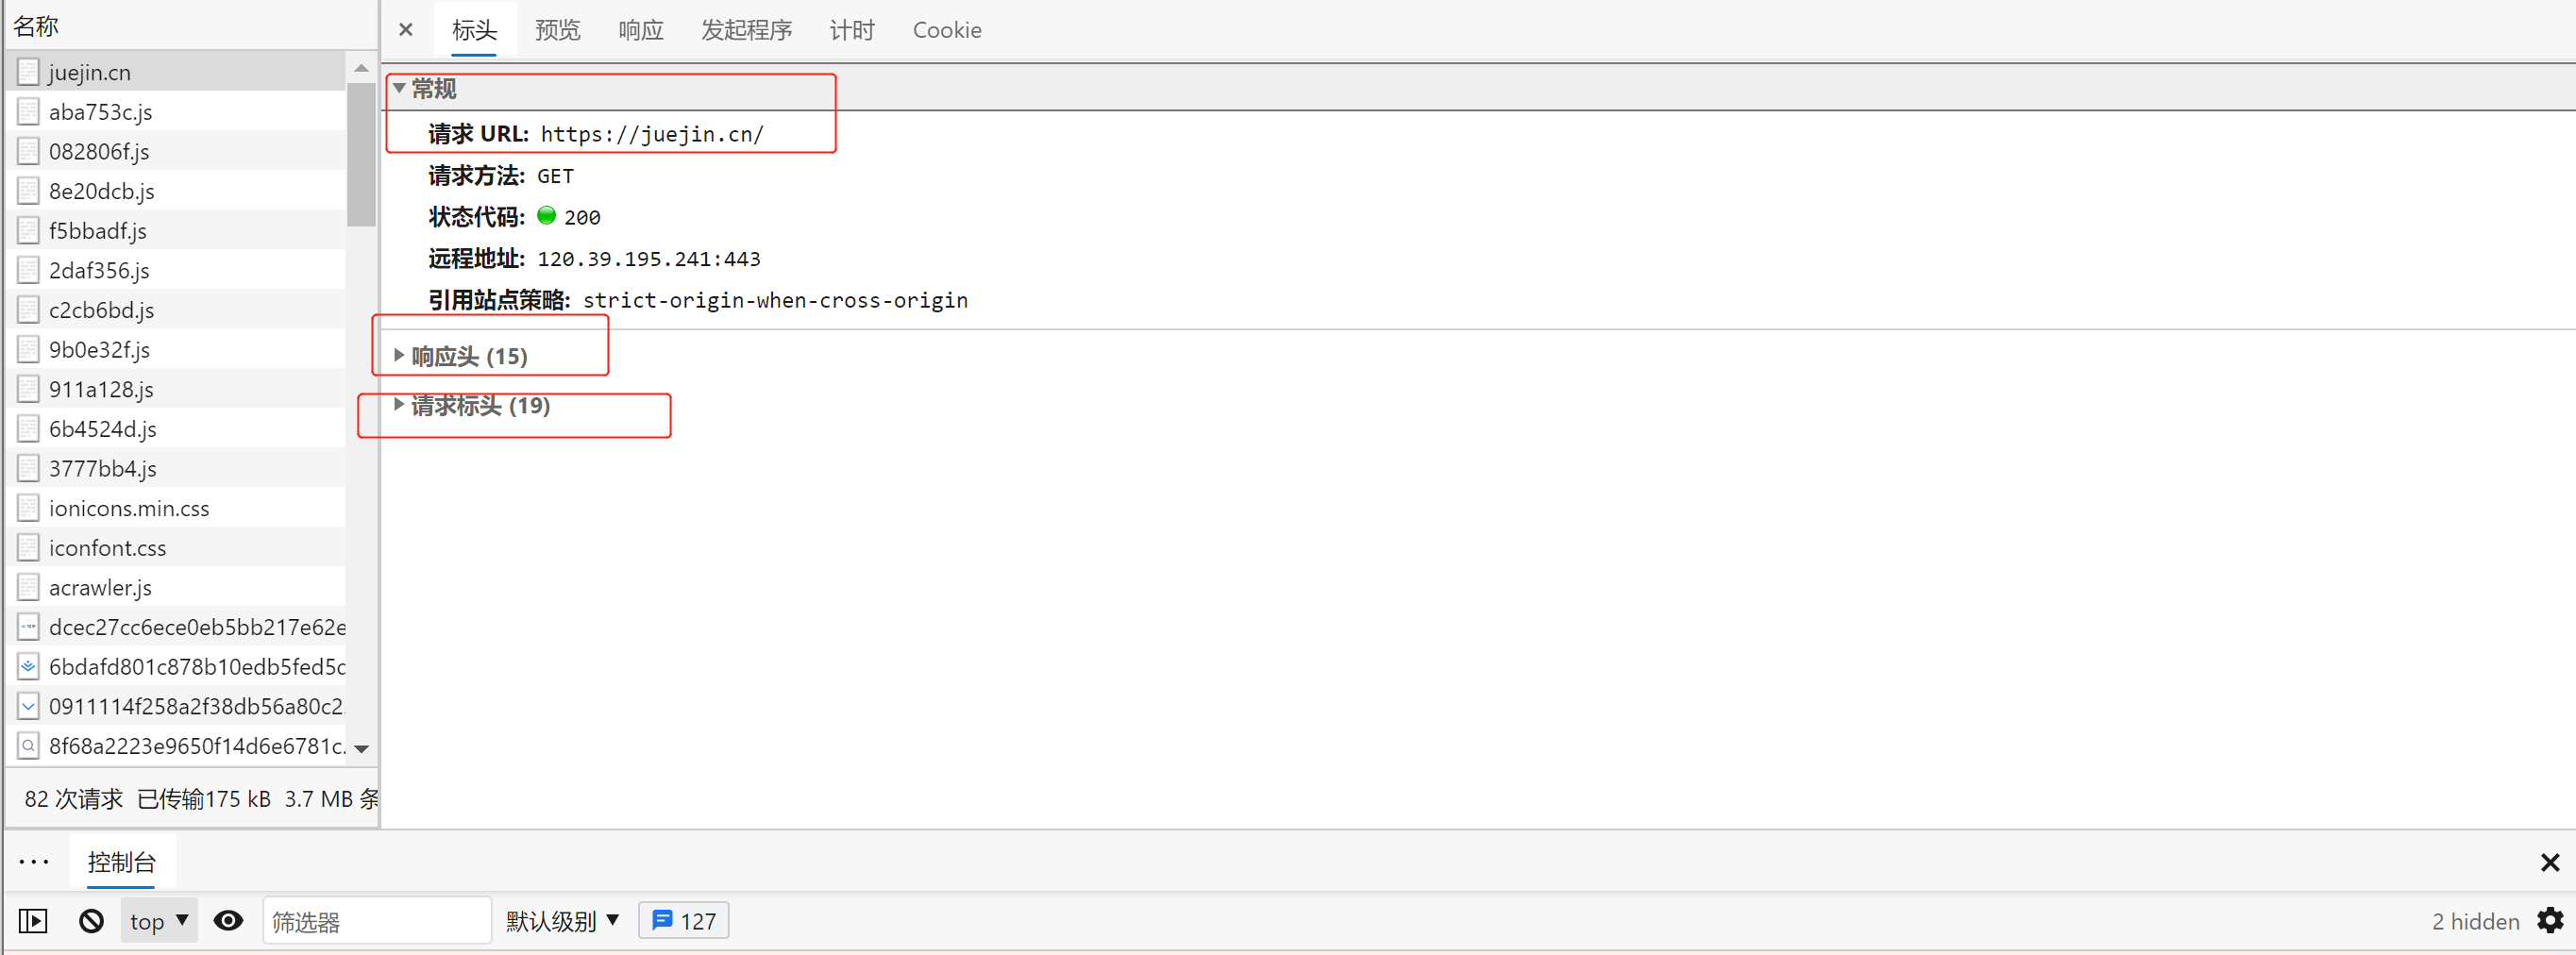 名称
juejin.cn
aba753c.js
082806f.js
8e20dcb.js
f5bbadf.js
2daf356.js
c2cb6bd.js
9b0e32f.js
911a128.js
6b4524d.js
3777bb4.js
ionicons.min.css
iconfont.css
acrawler.js
dcec27cc6ece0eb5bb217e62e
6bdafd801c878b10edb5fed5c
0911114f258a2f38db56a80c2
8f68a2223e9650f14d6e6781c.
82 次请求 已传输175 kB 3.7 MB 条
标头 预览 响应 发起程序 计时 Cookie
常规
请求 URL: https://juejin.cn/
请求方法: GET
状态代码: 200
远程地址: 120.39.195.241:443
引用站点策略: strict-origin-when-cross-origin
响应头 (15)
请求标头 (19)
控制台
top 筛选器 默认级别 127 2 hidden